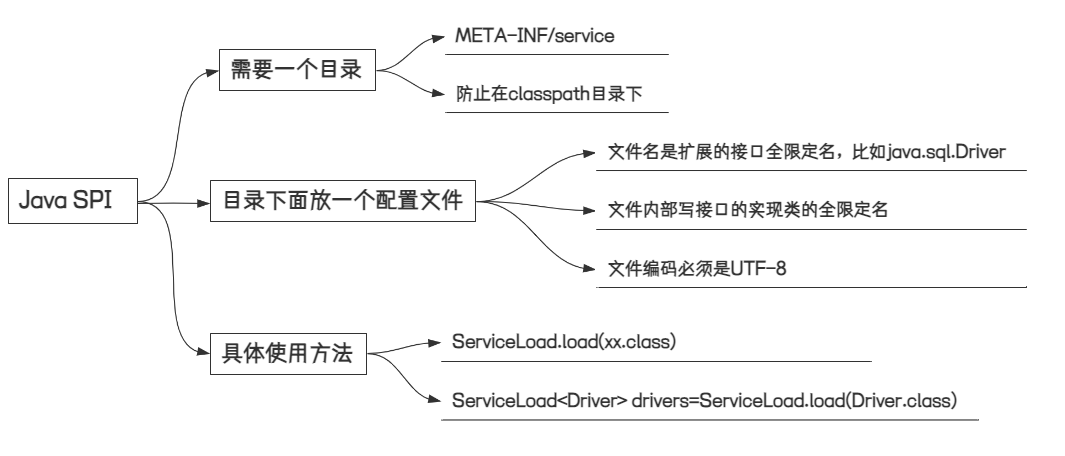 Java SPI
需要一个目录
META-INF/service
防止在classpath目录下
目录下面放一个配置文件
文件名是扩展的接口全限定名，比如java.sql.Driver
文件内部写接口的实现类的全限定名
文件编码必须是UTF-8
具体使用方法
ServiceLoad.load(xx.class)
ServiceLoad<Driver> drivers=ServiceLoad.load(Driver.class)